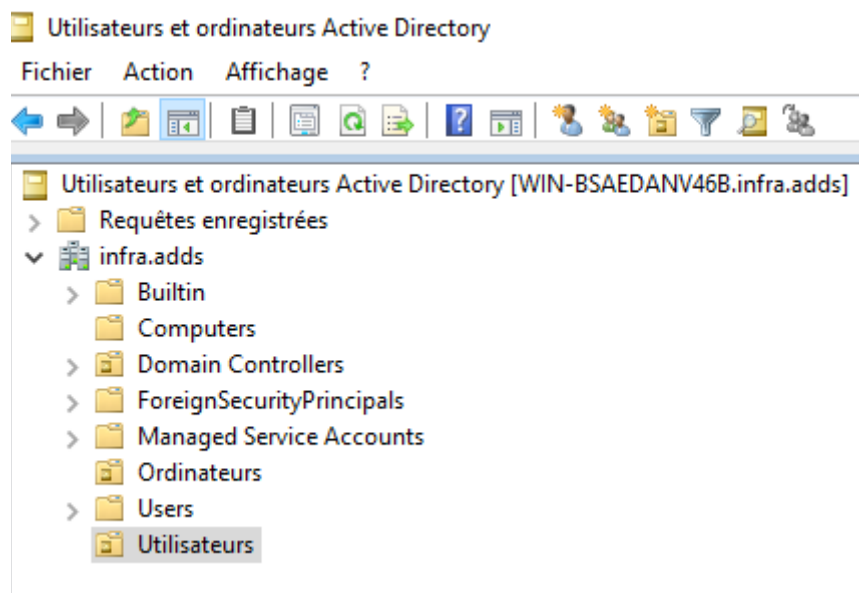 Utilisateurs et ordinateurs Active Directory
Fichier Action Affichage ?
Utilisateurs et ordinateurs Active Directory [WIN-BSAEDANV46B.infra.adds]
Requêtes enregistrées
infra.adds
Builtin
Computers
Domain Controllers
ForeignSecurityPrincipals
Managed Service Accounts
Ordinateurs
Users
Utilisateurs